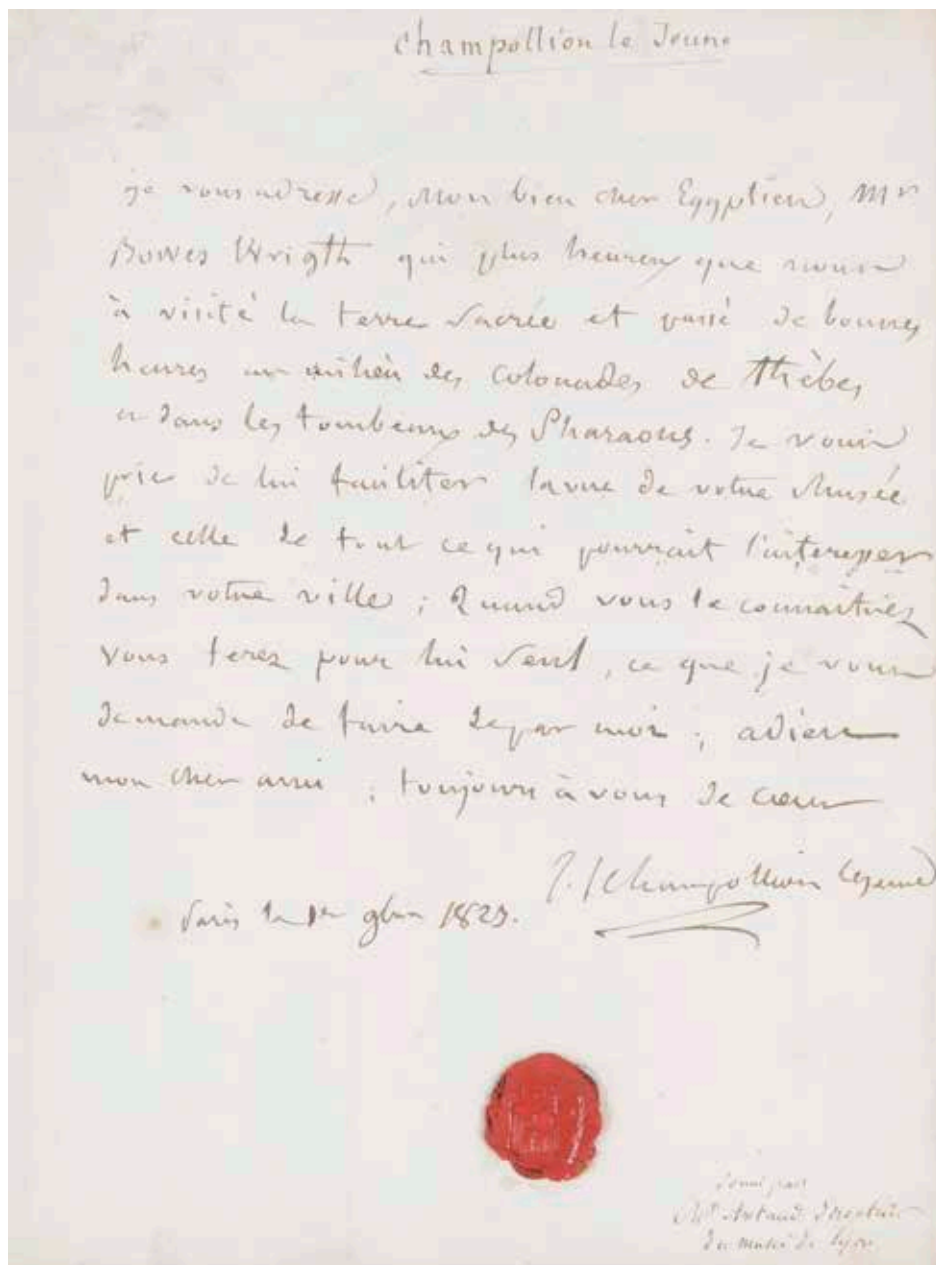 Champollion le Jeune
je vous adresse, Mon bien cher Egyptien, Mr
Bowes Wrigth qui plus heureux que nous
à visité la terre Sacrée et passé de bonnes
heures au milieu des colonades de thèbes
et dans les tombeaux des Pharaons. Je vous
prie de lui faciliter la vue de votre Musée
et celle de tout ce qui pourrait l'interesser
dans votre ville ; Quand vous le connaitrez
vous ferez pour lui seul, ce que je vous
demande de faire de par moi ; adieu
mon cher ami ; toujours à vous de cœur
J. f Champollion le jeune
Paris le 1er 9bre 1823.
Donné par
Mr Artaud Directeur
du musée de Lyon